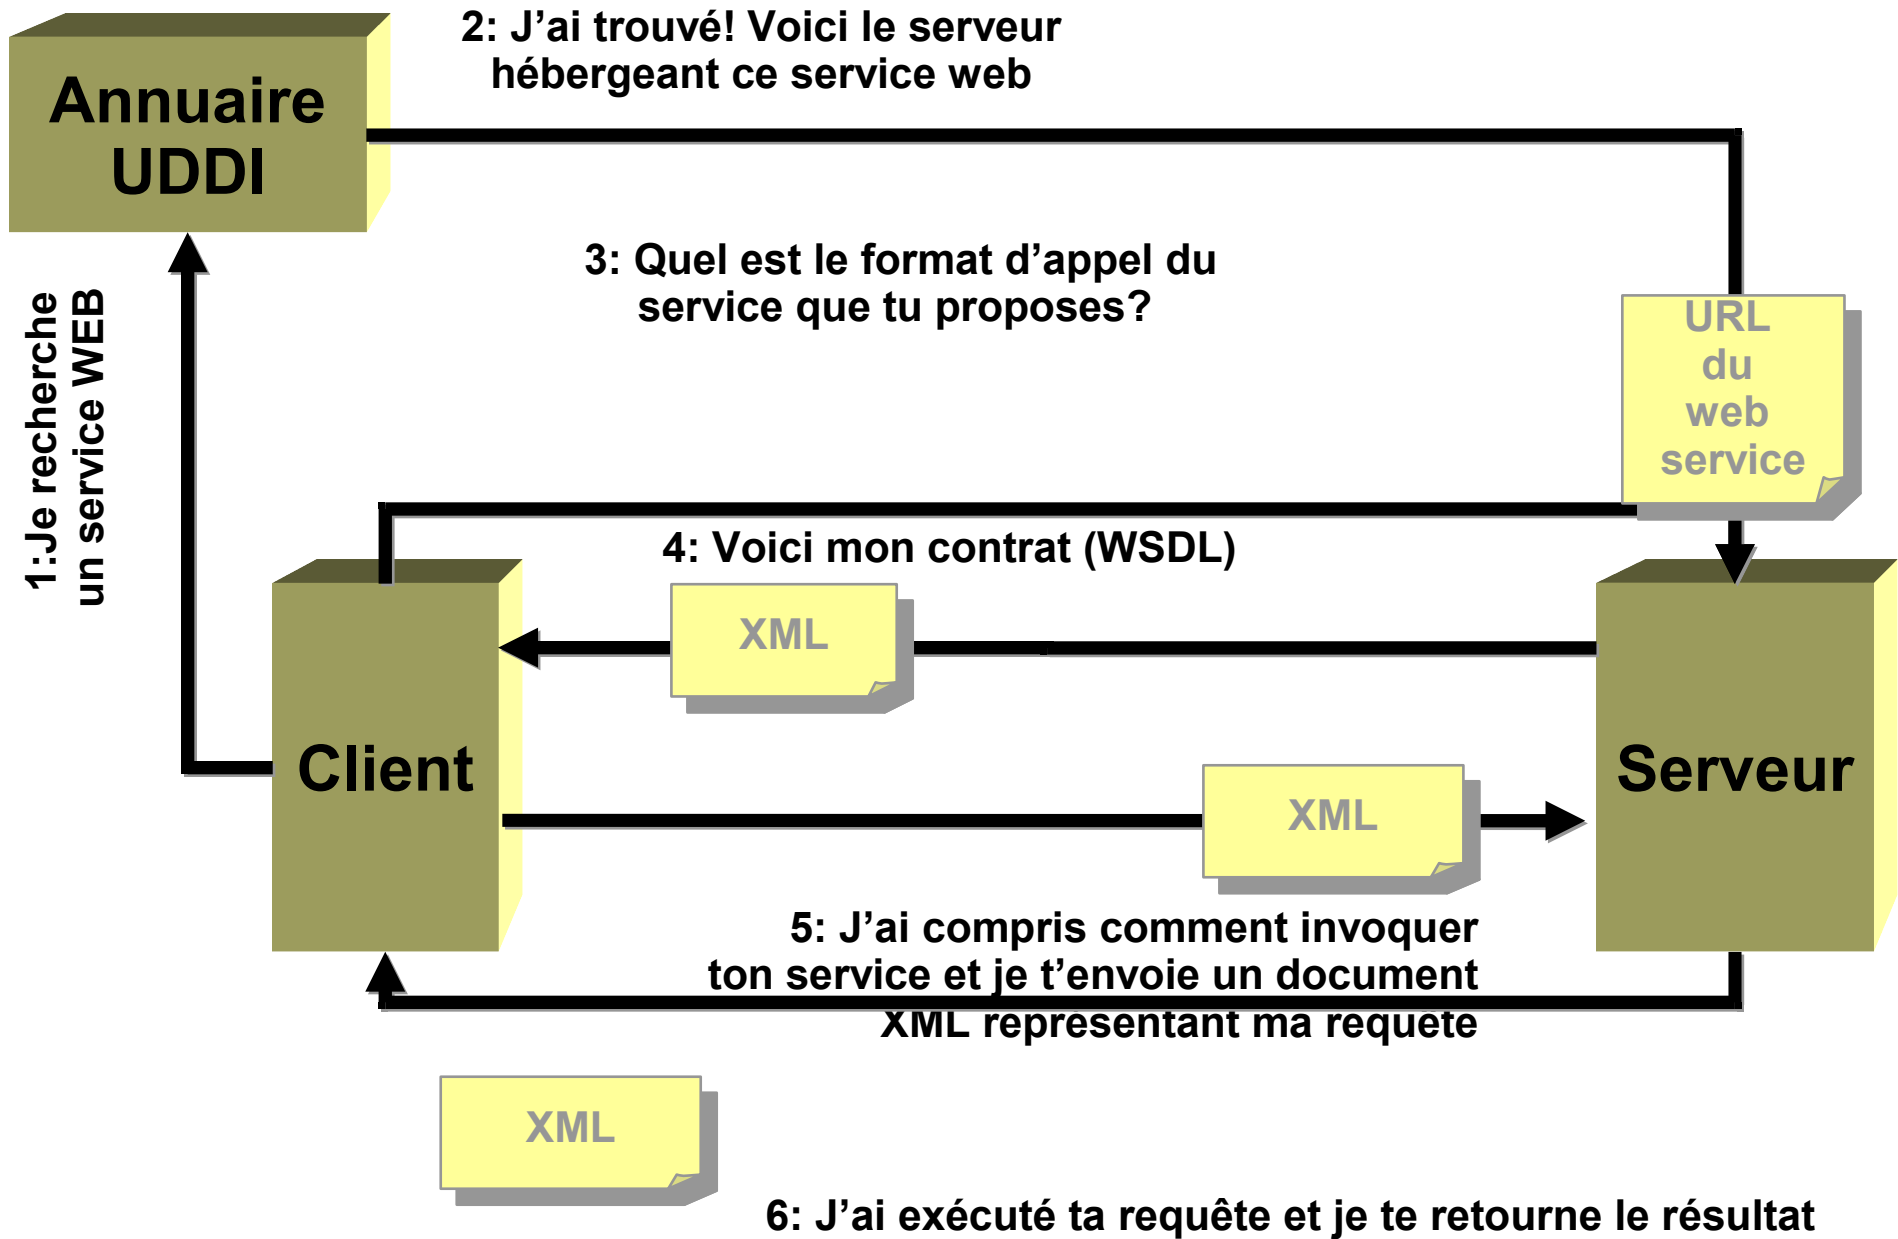 2: J’ai trouvé! Voici le serveur
hébergeant ce service web
Annuaire
UDDI
3: Quel est le format d’appel du
service que tu proposes?
1:Je recherche
un service WEB
URL
du
web
service
4: Voici mon contrat (WSDL)
XML
Client
Serveur
XML
5: J’ai compris comment invoquer
ton service et je t’envoie un document
XML représentant ma requête
XML
6: J’ai exécuté ta requête et je te retourne le résultat